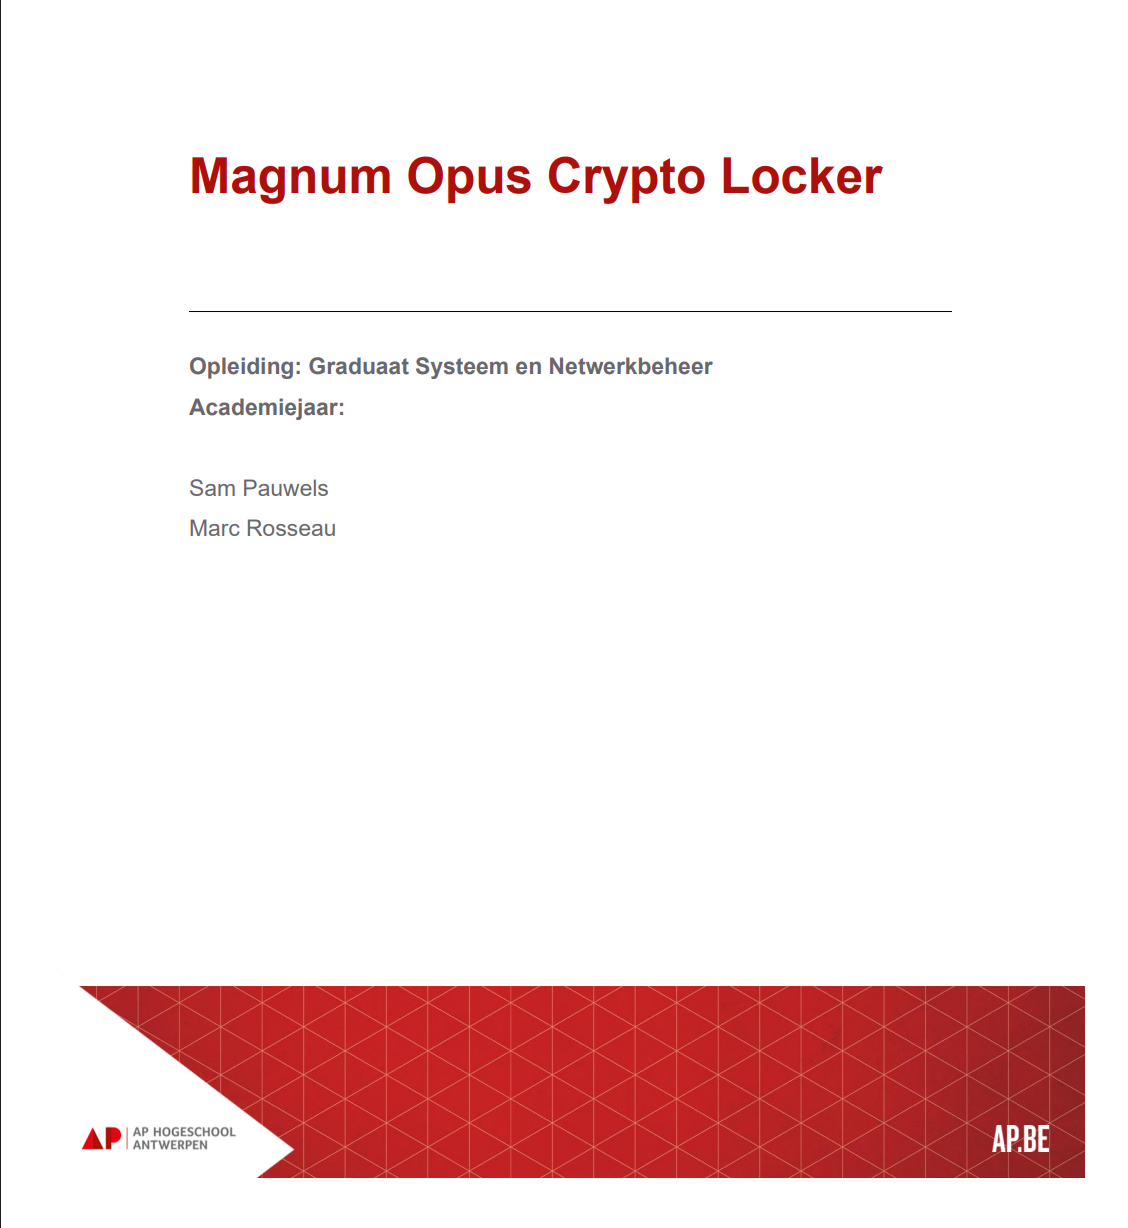 Magnum Opus Crypto Locker
Opleiding: Graduaat Systeem en Netwerkbeheer
Academiejaar:
Sam Pauwels
Marc Rosseau
AP HOGESCHOOL
ANTWERPEN
AP.BE